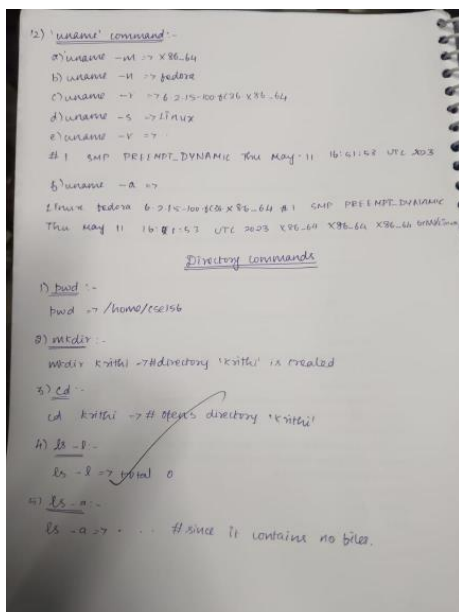 12) 'uname' command:-
a) uname -m => x86_64
b) uname -n => fedora
c) uname -r => 6.2.15-100.fc36 x86_64
d) uname -s => Linux
e) uname -v =>
#1 SMP PREEMPT_DYNAMIC Thu May 11 16:51:53 UTC 2023
f) uname -a =>
Linux fedora 6.2.15-100.fc36 x86_64 #1 SMP PREEMPT_DYNAMIC
Thu May 11 16:51:53 UTC 2023 x86_64 x86_64 x86_64 GNU/Linux
Directory commands
1) pwd :-
pwd => /home/cse156
2) mkdir :-
mkdir krithi => #directory 'krithi' is created
3) cd :-
cd krithi -> # opens directory 'krithi'
4) ls -l :-
ls -l => total 0
5) ls -a :-
ls -a => . .. # since it contains no files.